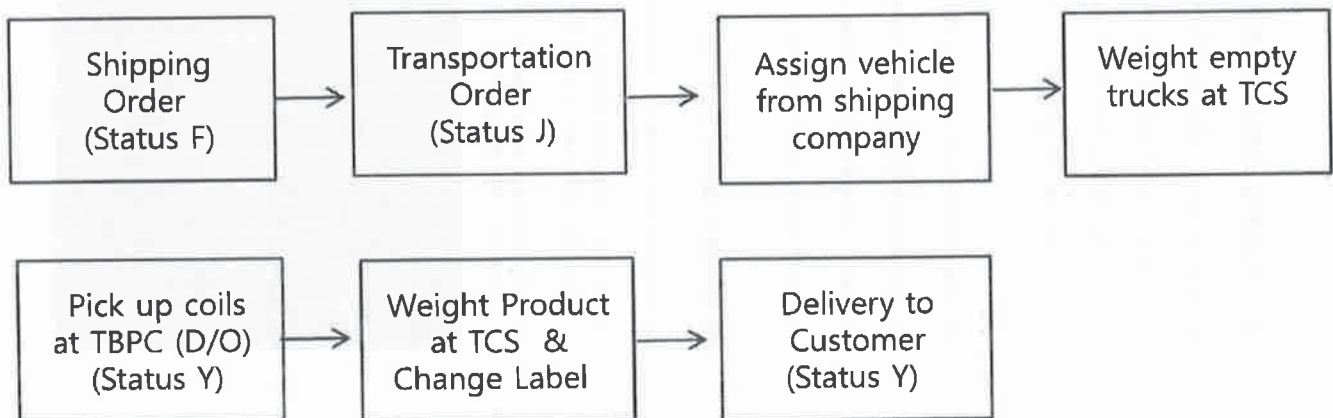 Shipping
Order
(Status F)
Transportation
Order
(Status J)
Assign vehicle
from shipping
company
Weight empty
trucks at TCS
Pick up coils
at TBPC (D/O)
(Status Y)
Weight Product
at TCS &
Change Label
Delivery to
Customer
(Status Y)